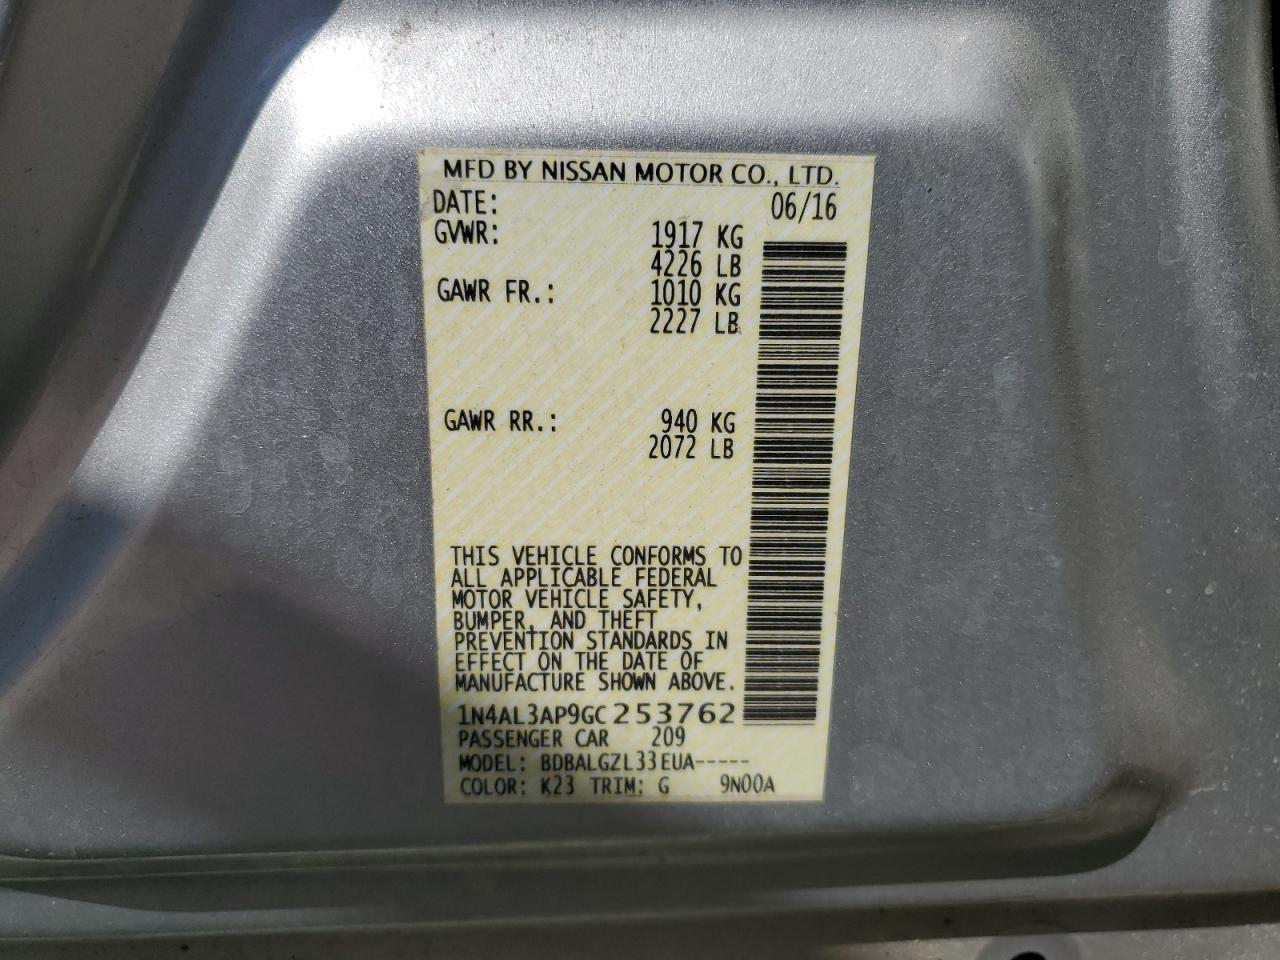 MFD BY NISSAN MOTOR CO., LTD.
DATE: 06/16
GVWR: 1917 KG
4226 LB
GAWR FR.: 1010 KG
2227 LB
GAWR RR.: 940 KG
2072 LB
THIS VEHICLE CONFORMS TO
ALL APPLICABLE FEDERAL
MOTOR VEHICLE SAFETY,
BUMPER, AND THEFT
PREVENTION STANDARDS IN
EFFECT ON THE DATE OF
MANUFACTURE SHOWN ABOVE.
1N4AL3AP9GC253762
PASSENGER CAR 209
MODEL: BDBALGZL33EUA-----
COLOR: K23 TRIM: G 9N00A